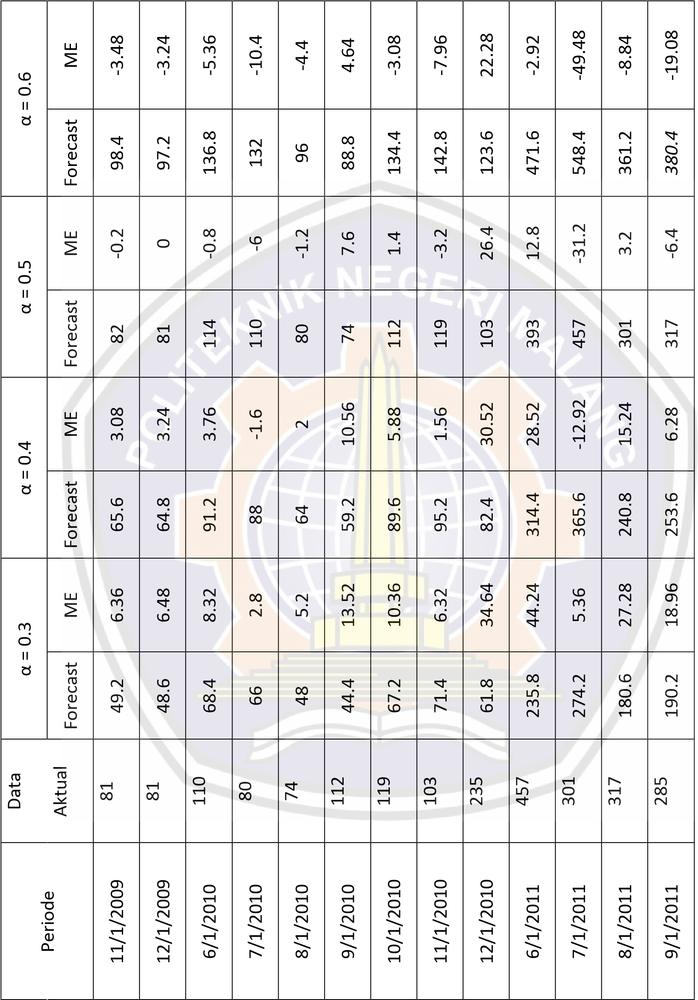 Periode Data Aktual α = 0.3 α = 0.4 α = 0.5 α = 0.6
Forecast ME Forecast ME Forecast ME Forecast ME
11/1/2009 81 49.2 6.36 65.6 3.08 82 -0.2 98.4 -3.48
12/1/2009 81 48.6 6.48 64.8 3.24 81 0 97.2 -3.24
6/1/2010 110 68.4 8.32 91.2 3.76 114 -0.8 136.8 -5.36
7/1/2010 80 66 2.8 88 -1.6 110 -6 132 -10.4
8/1/2010 74 48 5.2 64 2 80 -1.2 96 -4.4
9/1/2010 112 44.4 13.52 59.2 10.56 74 7.6 88.8 4.64
10/1/2010 119 67.2 10.36 89.6 5.88 112 1.4 134.4 -3.08
11/1/2010 103 71.4 6.32 95.2 1.56 119 -3.2 142.8 -7.96
12/1/2010 235 61.8 34.64 82.4 30.52 103 26.4 123.6 22.28
6/1/2011 457 235.8 44.24 314.4 28.52 393 12.8 471.6 -2.92
7/1/2011 301 274.2 5.36 365.6 -12.92 457 -31.2 548.4 -49.48
8/1/2011 317 180.6 27.28 240.8 15.24 301 3.2 361.2 -8.84
9/1/2011 285 190.2 18.96 253.6 6.28 317 -6.4 380.4 -19.08
POLITEKNIK NEGERI MALANG